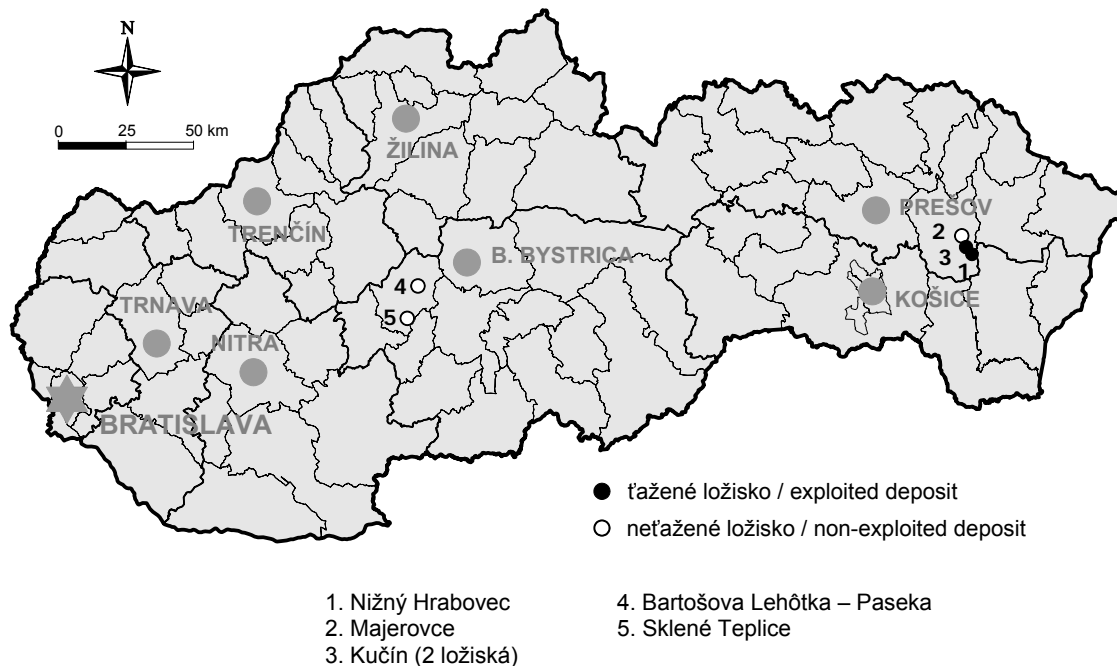 N
0 25 50 km
ŽILINA
TRENČÍN
PREŠOV
2
B. BYSTRICA
3
1
4
KOŠICE
TRNAVA
5
NITRA
BRATISLAVA
ťažené ložisko / exploited deposit
neťažené ložisko / non-exploited deposit
1. Nižný Hrabovec
2. Majerovce
3. Kučín (2 ložiská)
4. Bartošova Lehôtka – Paseka
5. Sklené Teplice